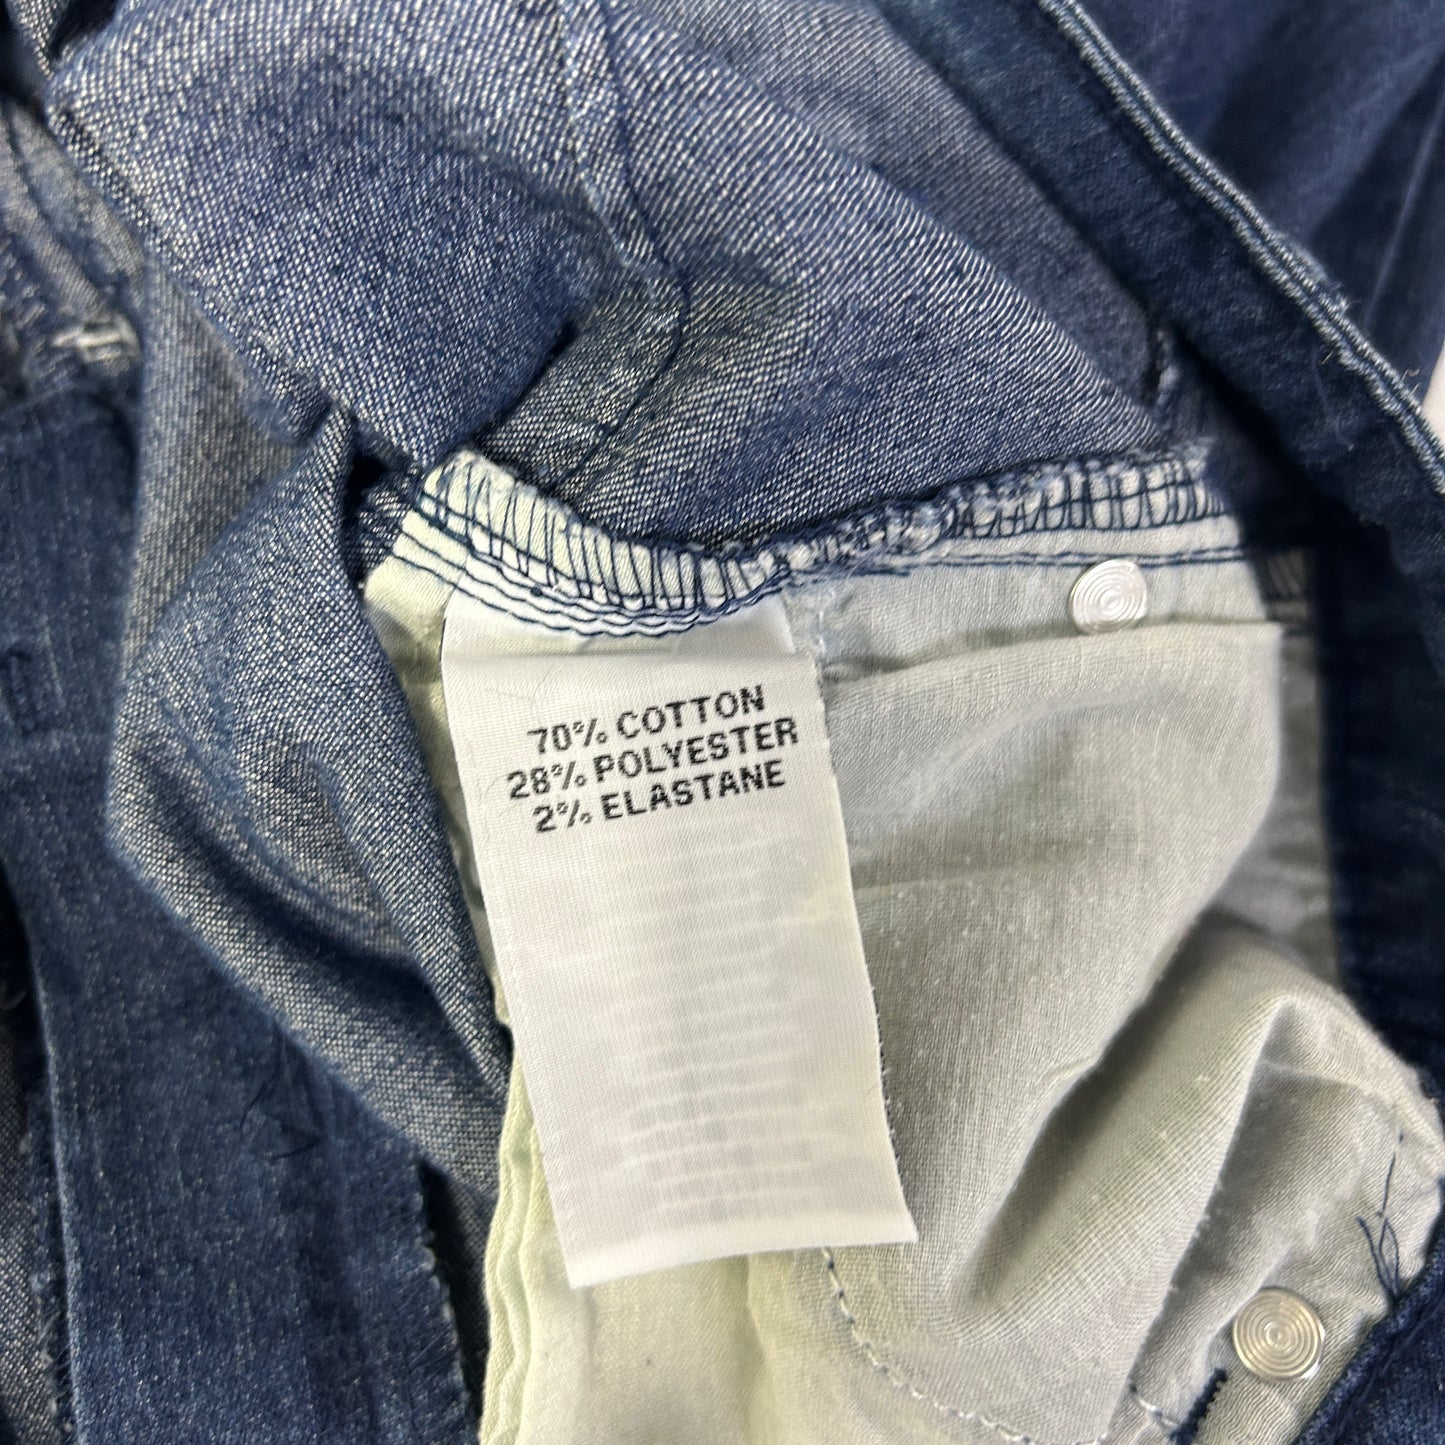 70% COTTON
28% POLYESTER
2% ELASTANE